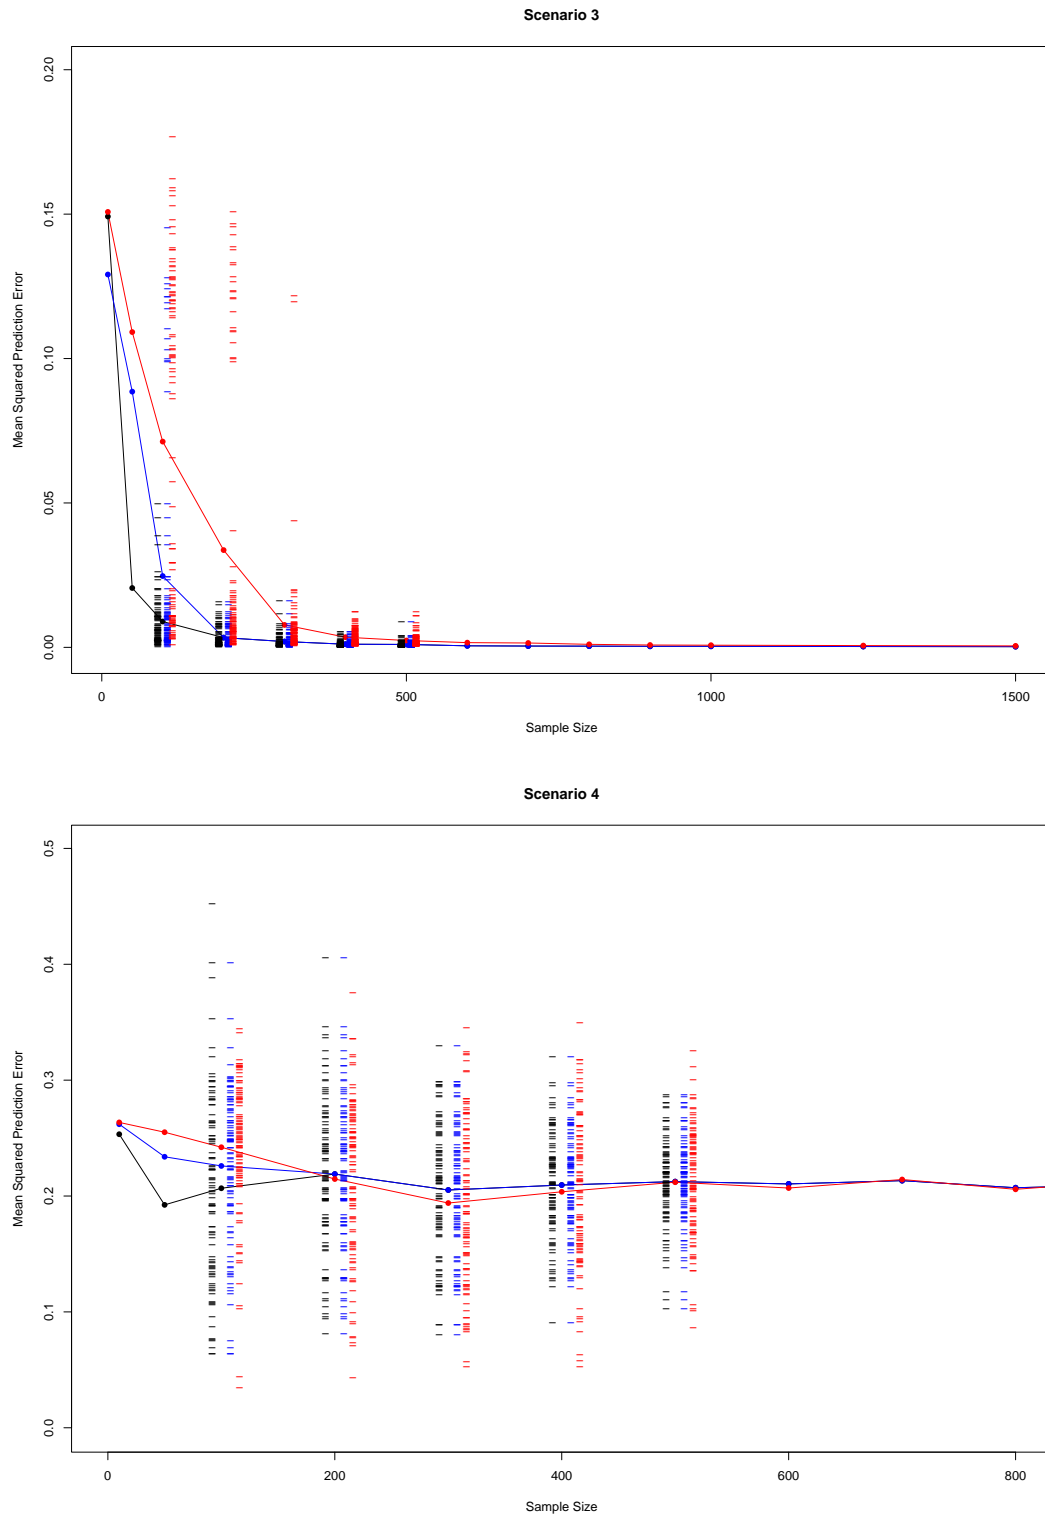 Scenario 3
0.20
0.15
0.10
0.05
0.00
Mean Squared Prediction Error
0 500 1000 1500
Sample Size
Scenario 4
0.5
0.4
0.3
0.2
0.1
0.0
Mean Squared Prediction Error
0 200 400 600 800
Sample Size